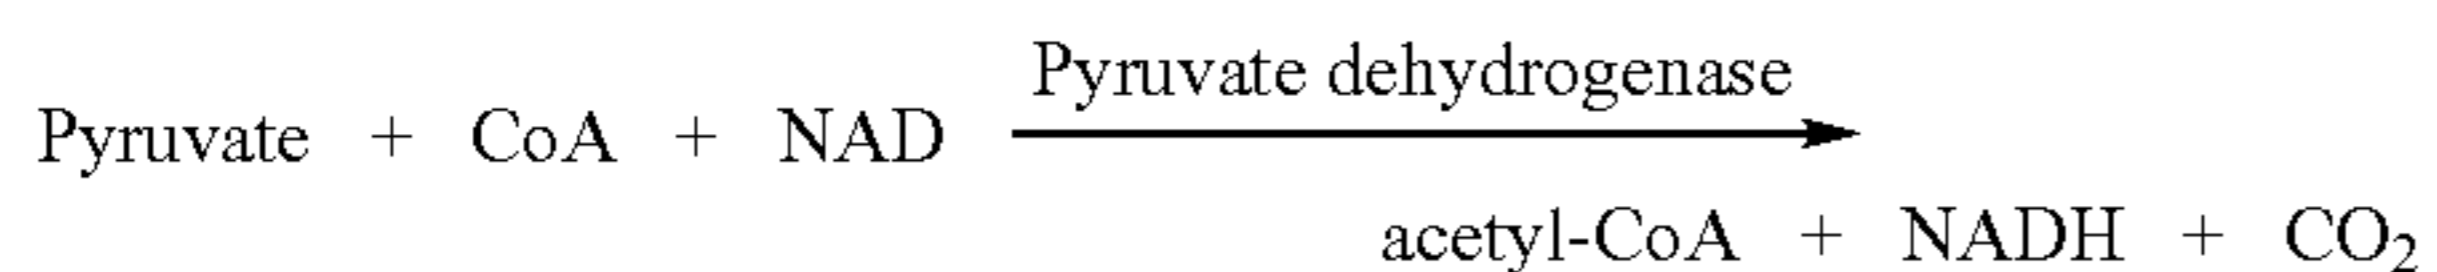 Pyruvate dehydrogenase
Pyruvate + CoA + NAD
acetyl-CoA + NADH + CO₂